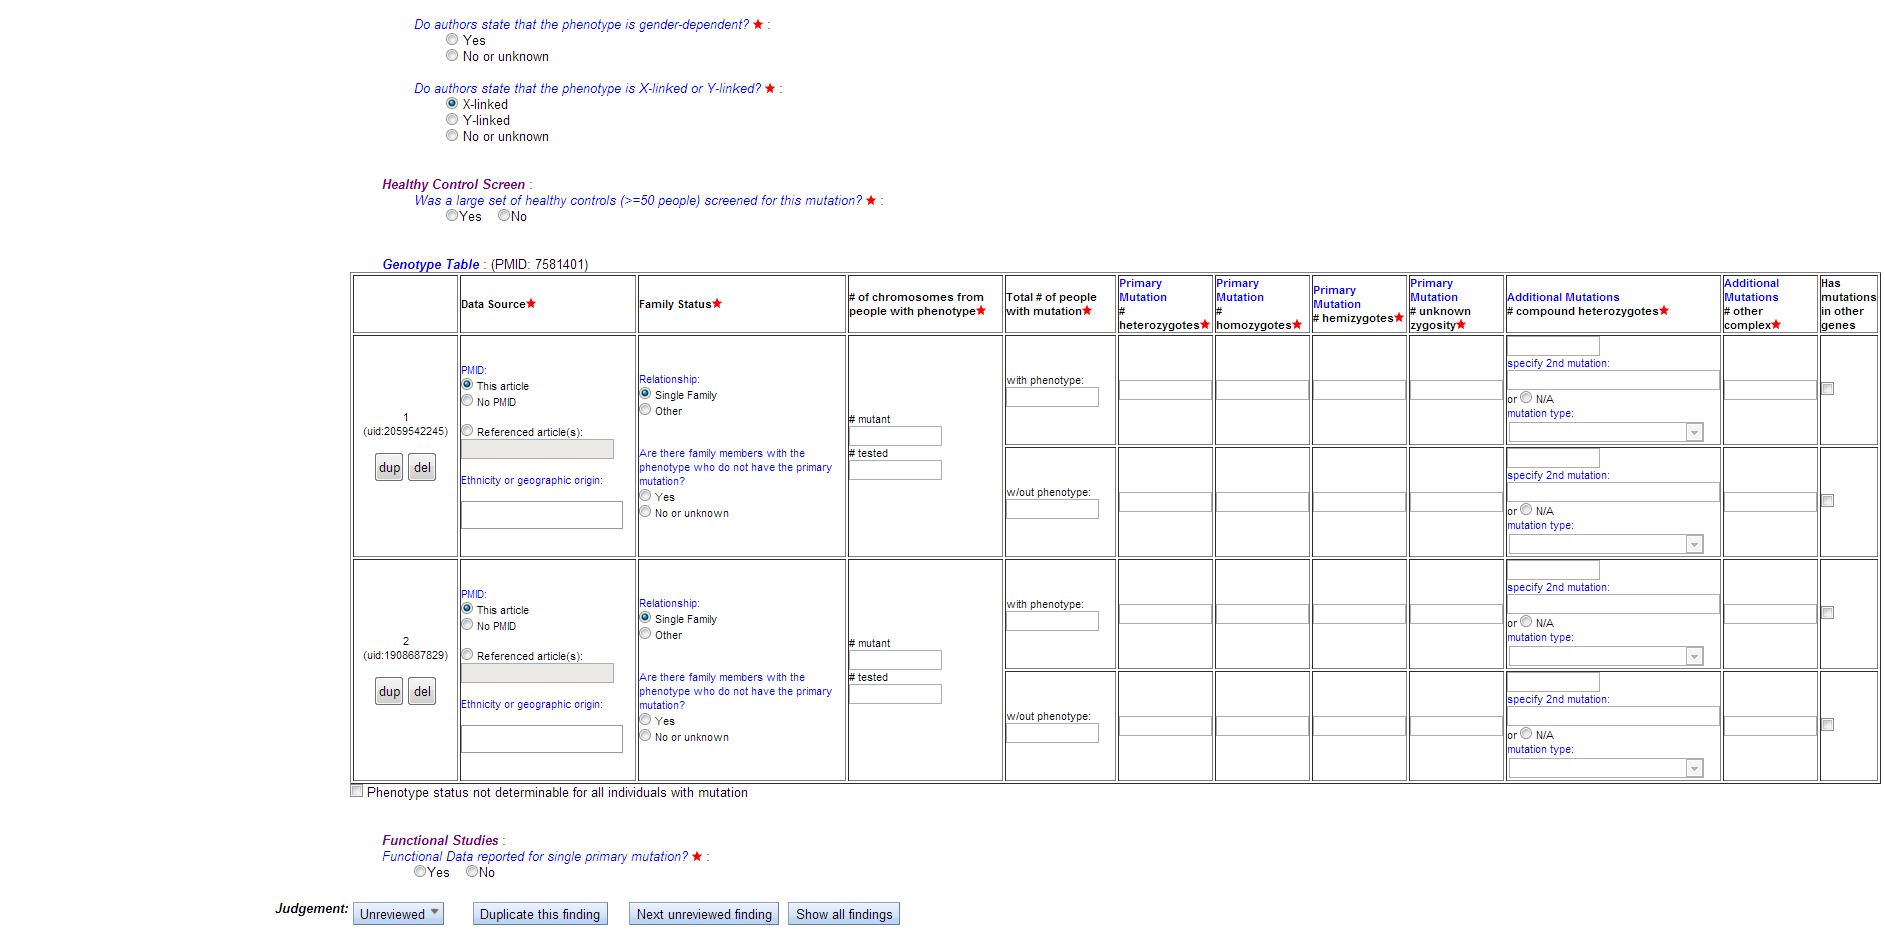 Do authors state that the phenotype is gender-dependent? ★ :
Yes
No or unknown
Do authors state that the phenotype is X-linked or Y-linked? ★ :
X-linked
Y-linked
No or unknown
Healthy Control Screen :
Was a large set of healthy controls (>=50 people) screened for this mutation? ★ :
Yes No
Genotype Table : (PMID: 7581401)
Data Source★
Family Status★
# of chromosomes from
people with phenotype★
Total # of people
with mutation★
Primary
Mutation
#
heterozygotes★
Primary
Mutation
#
homozygotes★
Primary
Mutation
# hemizygotes★
Primary
Mutation
# unknown
zygosity★
Additional Mutations
# compound heterozygotes★
Additional
Mutations
# other
complex★
Has
mutations
in other
genes
1
(uid:2059542245)
dup del
PMID:
This article
No PMID
Referenced article(s):
Ethnicity or geographic origin:
Relationship:
Single Family
Other
Are there family members with the
phenotype who do not have the primary
mutation?
Yes
No or unknown
# mutant
# tested
with phenotype:
specify 2nd mutation:
or N/A
mutation type:
w/out phenotype:
specify 2nd mutation:
or N/A
mutation type:
2
(uid:1908687829)
dup del
PMID:
This article
No PMID
Referenced article(s):
Ethnicity or geographic origin:
Relationship:
Single Family
Other
Are there family members with the
phenotype who do not have the primary
mutation?
Yes
No or unknown
# mutant
# tested
with phenotype:
specify 2nd mutation:
or N/A
mutation type:
w/out phenotype:
specify 2nd mutation:
or N/A
mutation type:
Phenotype status not determinable for all individuals with mutation
Functional Studies :
Functional Data reported for single primary mutation? ★ :
Yes No
Judgement: Unreviewed Duplicate this finding Next unreviewed finding Show all findings